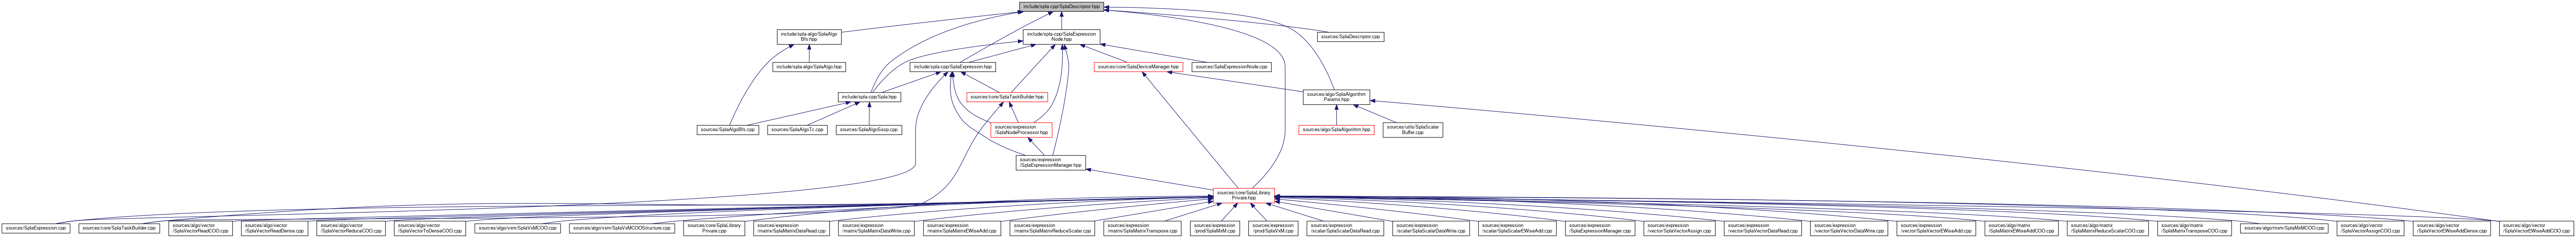 include/spla-cpp/SplaDescriptor.hpp
include/spla-algo/SplaAlgo
Bfs.hpp
include/spla-cpp/SplaExpression
Node.hpp
sources/SplaDescriptor.cpp
include/spla-algo/SplaAlgo.hpp
include/spla-cpp/SplaExpression.hpp
sources/core/SplaDeviceManager.hpp
sources/SplaExpressionNode.cpp
include/spla-cpp/Spla.hpp
sources/core/SplaTaskBuilder.hpp
sources/algo/SplaAlgorithm
Params.hpp
sources/SplaAlgoBfs.cpp
sources/SplaAlgoTc.cpp
sources/SplaAlgoSssp.cpp
sources/expression
/SplaNodeProcessor.hpp
sources/algo/SplaAlgorithm.hpp
sources/utils/SplaScalar
Buffer.cpp
sources/expression
/SplaExpressionManager.hpp
sources/core/SplaLibrary
Private.hpp
sources/SplaExpression.cpp
sources/core/SplaTaskBuilder.cpp
sources/algo/vector
/SplaVectorReadCOO.cpp
sources/algo/vector
/SplaVectorReadDense.cpp
sources/algo/vector
/SplaVectorReduceCOO.cpp
sources/algo/vector
/SplaVectorToDenseCOO.cpp
sources/algo/vxm/SplaVxMCOO.cpp
sources/algo/vxm/SplaVxMCOOStructure.cpp
sources/core/SplaLibrary
Private.cpp
sources/expression
/matrix/SplaMatrixDataRead.cpp
sources/expression
/matrix/SplaMatrixDataWrite.cpp
sources/expression
/matrix/SplaMatrixEWiseAdd.cpp
sources/expression
/matrix/SplaMatrixReduceScalar.cpp
sources/expression
/matrix/SplaMatrixTranspose.cpp
sources/expression
/prod/SplaMxM.cpp
sources/expression
/prod/SplaVxM.cpp
sources/expression
/scalar/SplaScalarDataRead.cpp
sources/expression
/scalar/SplaScalarDataWrite.cpp
sources/expression
/scalar/SplaScalarEWiseAdd.cpp
sources/expression
/SplaExpressionManager.cpp
sources/expression
/vector/SplaVectorAssign.cpp
sources/expression
/vector/SplaVectorDataRead.cpp
sources/expression
/vector/SplaVectorDataWrite.cpp
sources/expression
/vector/SplaVectorEWiseAdd.cpp
sources/algo/matrix
/SplaMatrixEWiseAddCOO.cpp
sources/algo/matrix
/SplaMatrixReduceScalarCOO.cpp
sources/algo/matrix
/SplaMatrixTransposeCOO.cpp
sources/algo/mxm/SplaMxMCOO.cpp
sources/algo/vector
/SplaVectorAssignCOO.cpp
sources/algo/vector
/SplaVectorEWiseAddDense.cpp
sources/algo/vector
/SplaVectorEWiseAddCOO.cpp